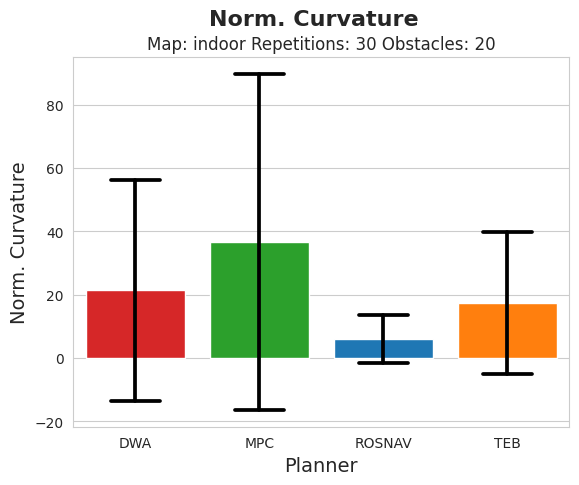 Norm. Curvature
Map: indoor Repetitions: 30 Obstacles: 20
Norm. Curvature
80
60
40
20
0
−20
DWA MPC ROSNAV TEB
Planner